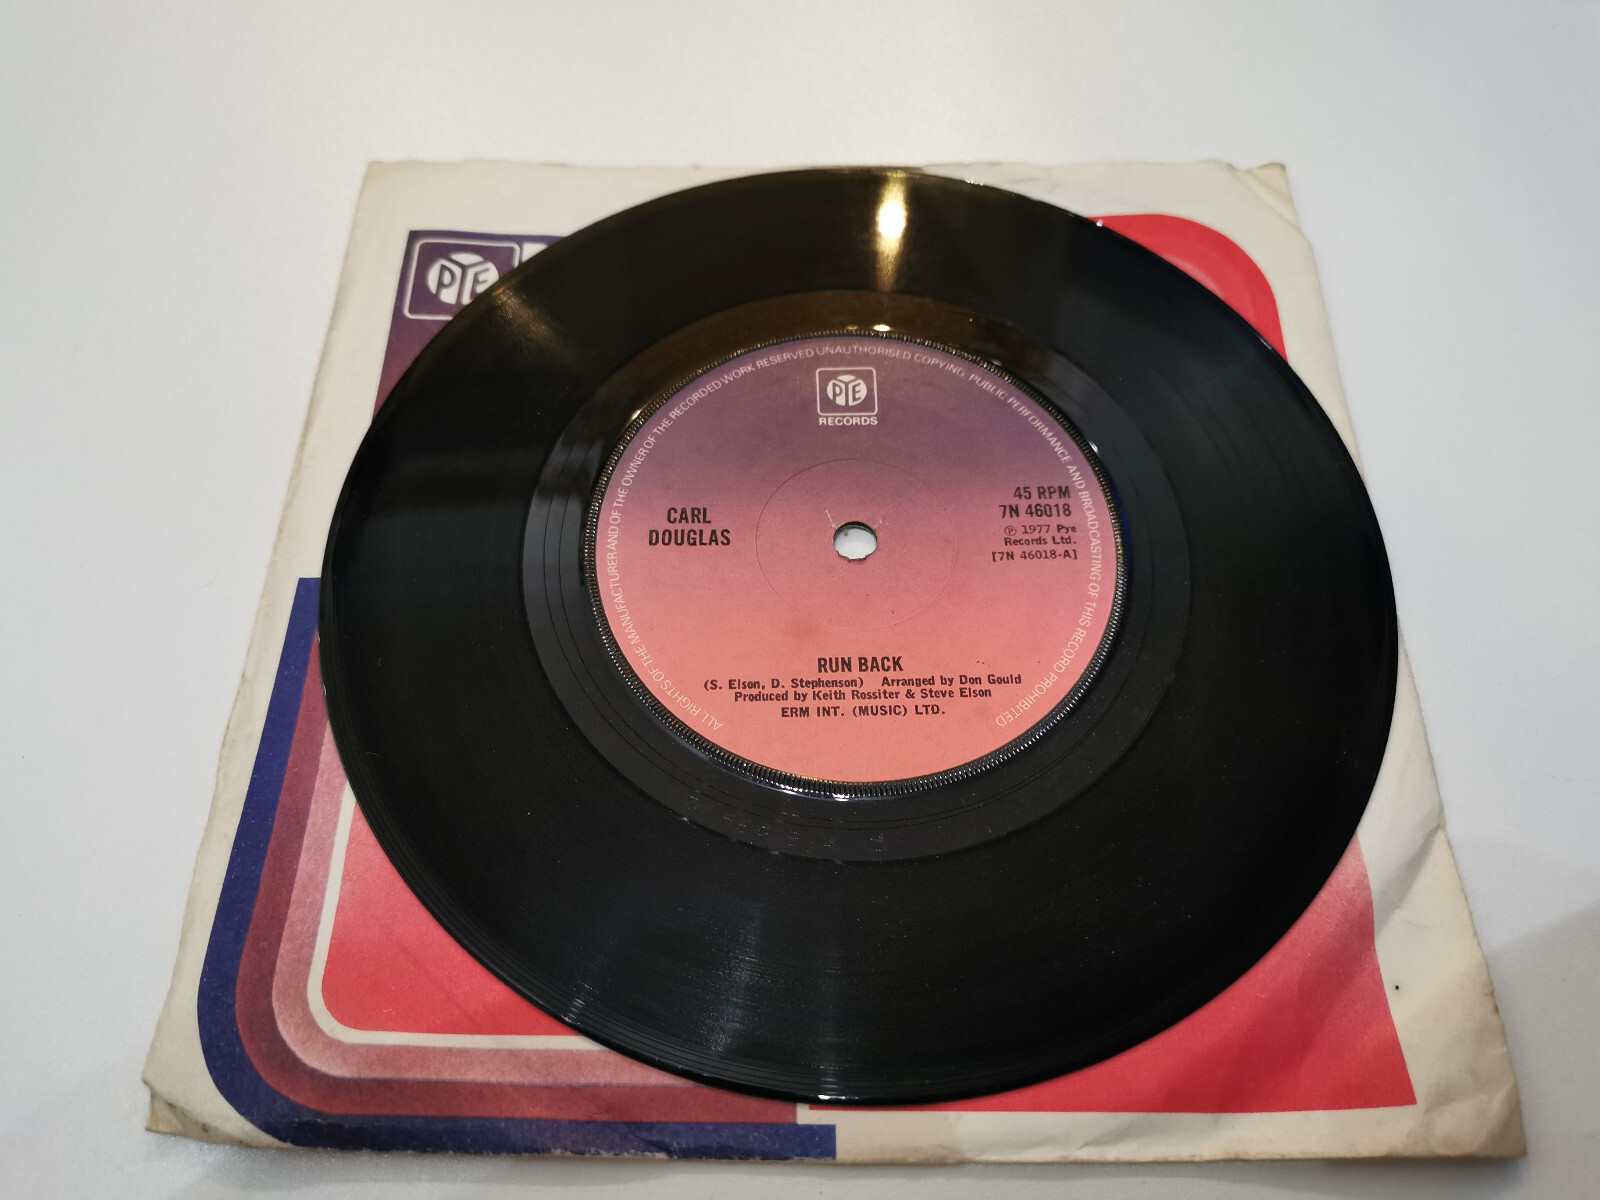 PYE
PYE
RECORDS
ALL RIGHTS OF THE MANUFACTURER AND OF THE OWNER OF THE RECORDED WORK RESERVED UNAUTHORISED COPYING, PUBLIC PERFORMANCE AND BROADCASTING OF THIS RECORD PROHIBITED
CARL
DOUGLAS
45 RPM
7N 46018
Ⓟ 1977 Pye
Records Ltd.
[7N 46018-A]
RUN BACK
(S. Elson, D. Stephenson) Arranged by Don Gould
Produced by Keith Rossiter & Steve Elson
ERM INT. (MUSIC) LTD.